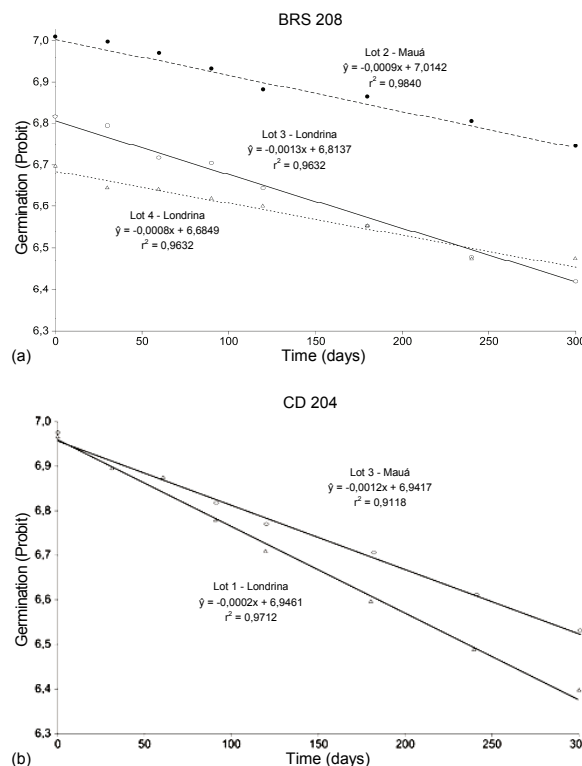 BRS 208
Germination (Probit)
7,0
6,9
6,8
6,7
6,6
6,5
6,4
6,3
Lot 2 - Mauá
ŷ = -0,0009x + 7,0142
r² = 0,9840
Lot 3 - Londrina
ŷ = -0,0013x + 6,8137
r² = 0,9632
Lot 4 - Londrina
ŷ = -0,0008x + 6,6849
r² = 0,9632
0 50 100 150 200 250 300
(a) Time (days)
CD 204
Germination (Probit)
7,0
6,9
6,8
6,7
6,6
6,5
6,4
6,3
Lot 3 - Mauá
ŷ = -0,0012x + 6,9417
r² = 0,9118
Lot 1 - Londrina
ŷ = -0,0002x + 6,9461
r² = 0,9712
0 50 100 150 200 250 30
(b) Time (days)